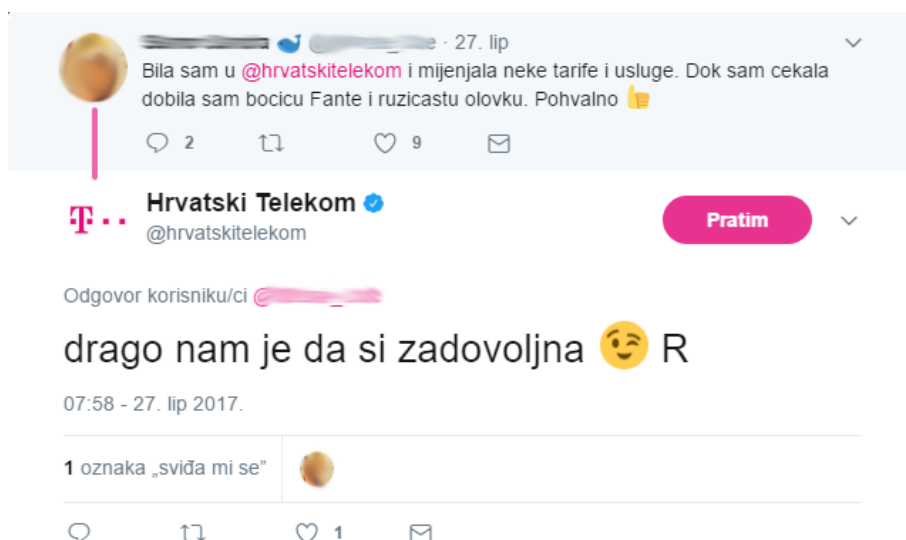 27. lip
Bila sam u @hrvatskitelekom i mijenjala neke tarife i usluge. Dok sam cekala
dobila sam bocicu Fante i ruzicastu olovku. Pohvalno
2 9
Hrvatski Telekom
@hrvatskitelekom
Pratim
Odgovor korisniku/ci
drago nam je da si zadovoljna 😉 R
07:58 - 27. lip 2017.
1 oznaka „sviđa mi se”
1